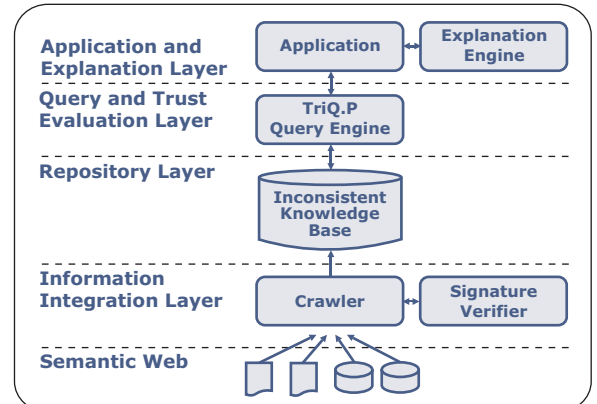 Application and
Explanation Layer
Application
Explanation
Engine
Query and Trust
Evaluation Layer
TriQ.P
Query Engine
Repository Layer
Inconsistent
Knowledge
Base
Information
Integration Layer
Crawler
Signature
Verifier
Semantic Web